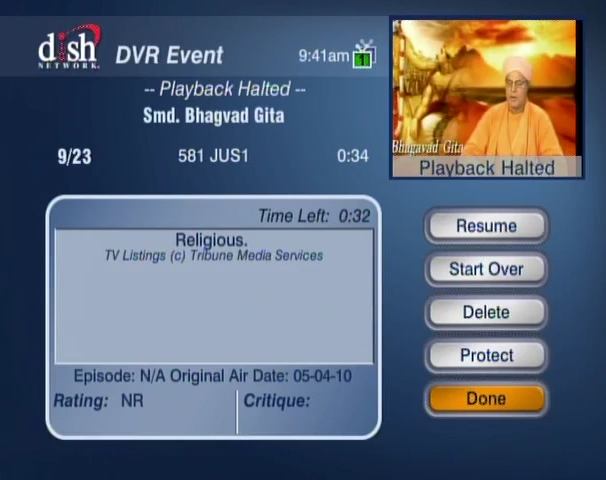 dish
NETWORK.
DVR Event
9:41am
1
-- Playback Halted --
Smd. Bhagvad Gita
9/23 581 JUS1 0:34
Bhagavad Gita
Playback Halted
Time Left: 0:32
Religious.
TV Listings (c) Tribune Media Services
Episode: N/A Original Air Date: 05-04-10
Rating: NR Critique:
Resume
Start Over
Delete
Protect
Done